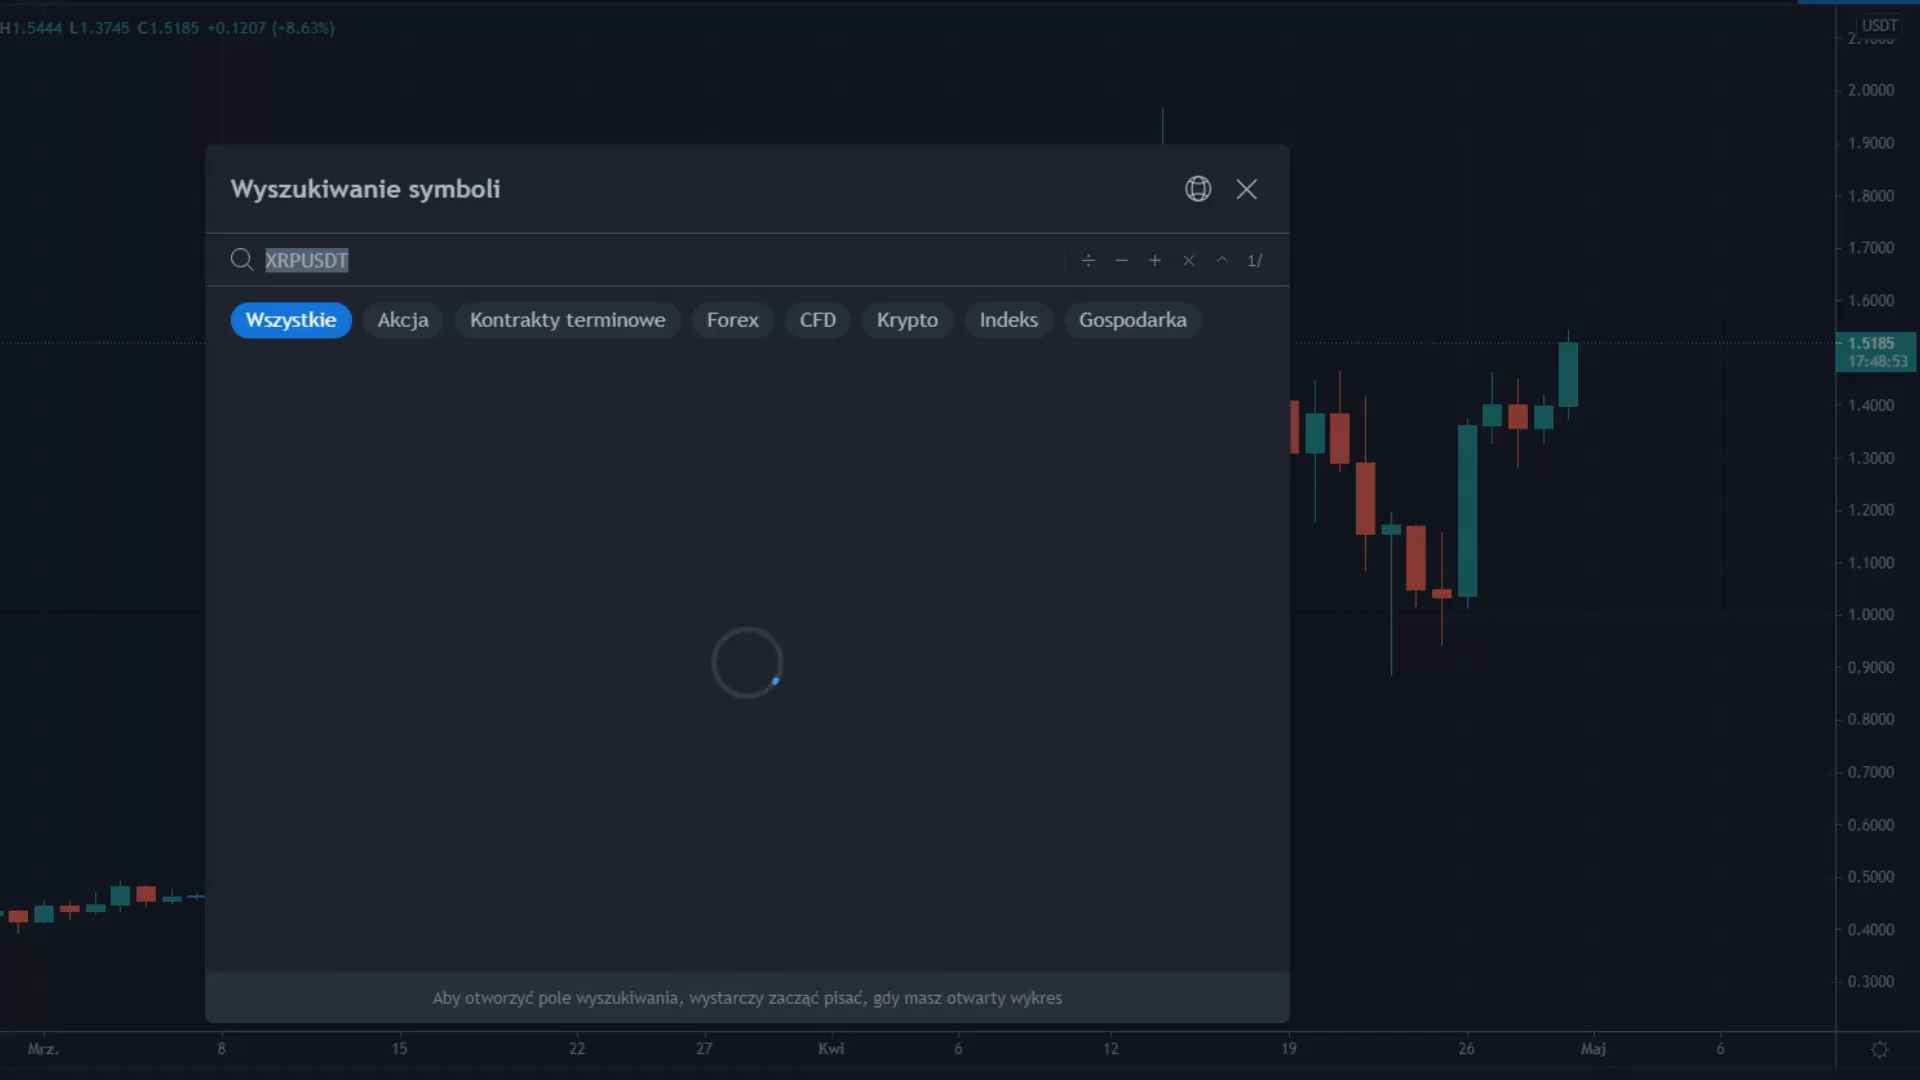 H1.5444 L1.3745 C1.5185 +0.1207 (+8.63%)
USDT
2.0000
1.9000
1.8000
1.7000
1.6000
1.5185
17:48:53
1.4000
1.3000
1.2000
1.1000
1.0000
0.9000
0.8000
0.7000
0.6000
0.5000
0.4000
0.3000
Wyszukiwanie symboli
XRPUSDT
÷ − + × ^ 1/
Wszystkie Akcja Kontrakty terminowe Forex CFD Krypto Indeks Gospodarka
Aby otworzyć pole wyszukiwania, wystarczy zacząć pisać, gdy masz otwarty wykres
Mrz. 8 15 22 27 Kwi 6 12 19 26 Maj 6